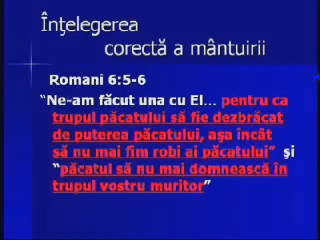 Înţelegerea
corectă a mântuirii
Romani 6:5-6
“Ne-am făcut una cu El... pentru ca
trupul păcatului să fie dezbrăcat
de puterea păcatului, aşa încât
să nu mai fim robi ai păcatului” şi
“păcatul să nu mai domnească în
trupul vostru muritor”